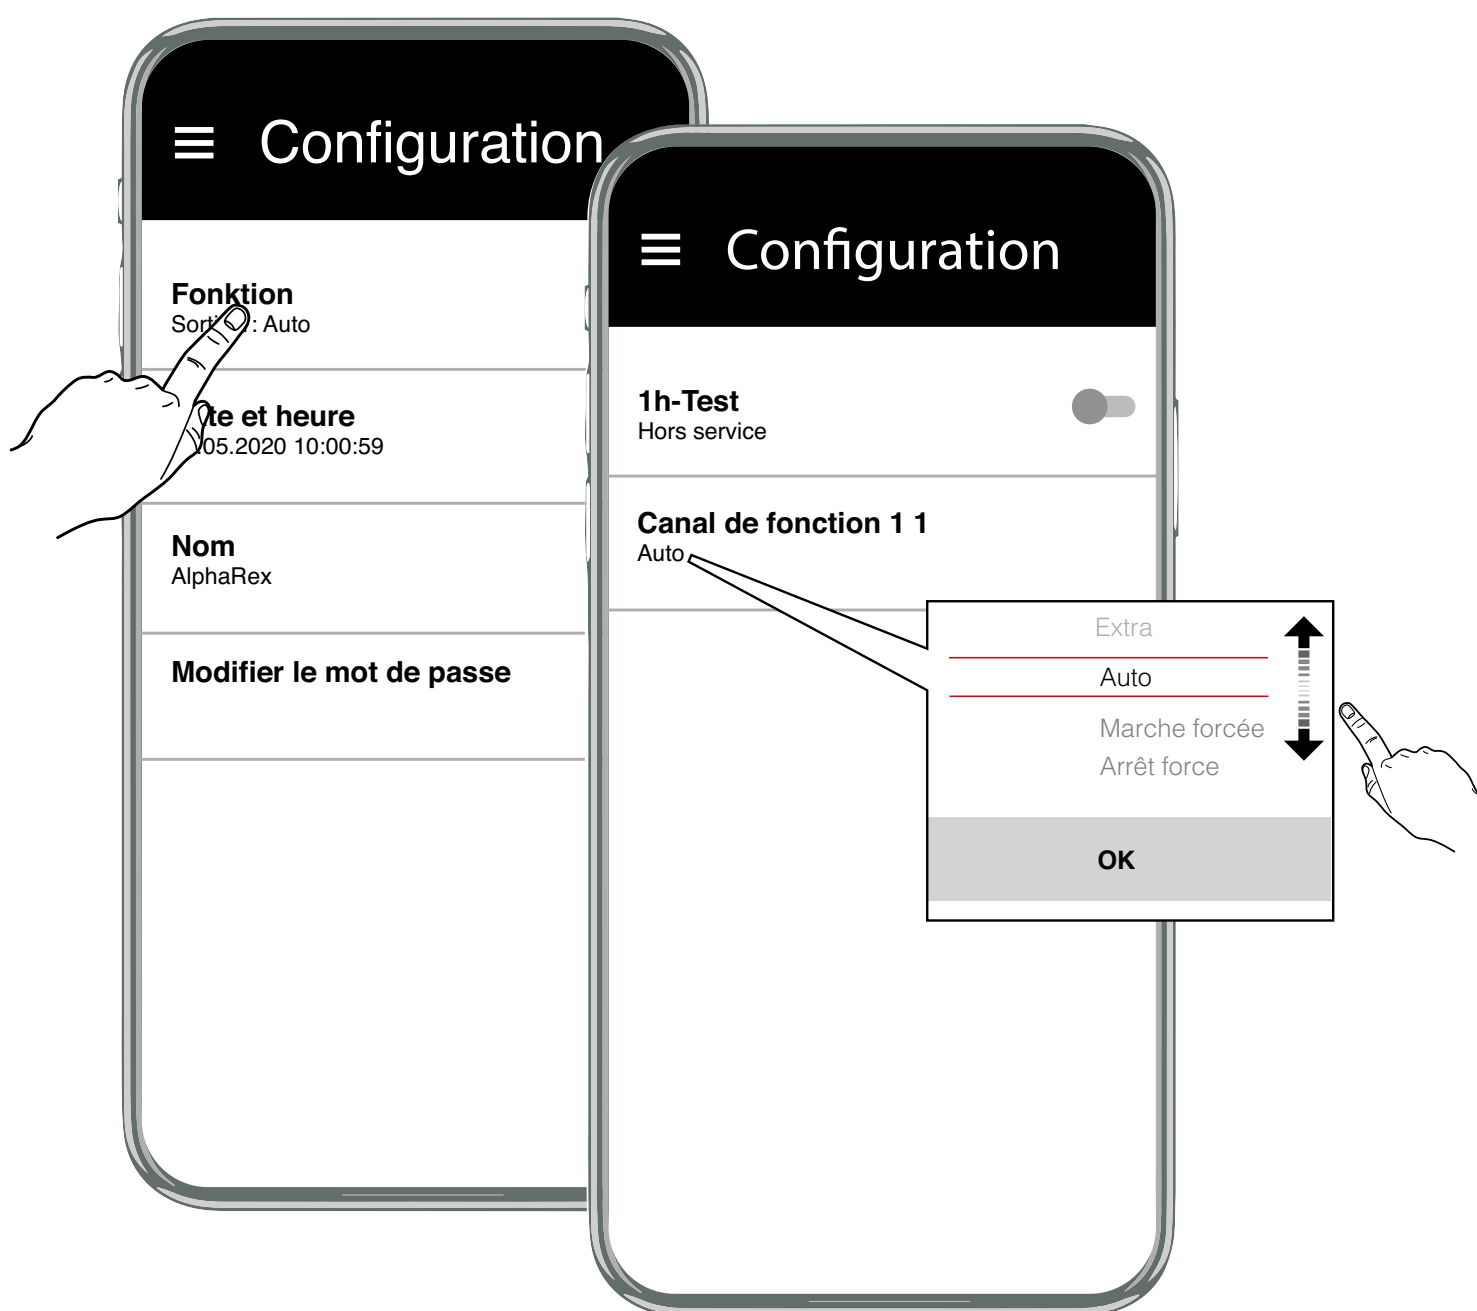 Configuration
Fonktion
: Auto
te et heure
05.2020 10:00:59
Nom
AlphaRex
Modifier le mot de passe
Configuration
1h-Test
Hors service
Canal de fonction 1 1
Auto
Extra
Auto
Marche forcée
Arrêt force
OK